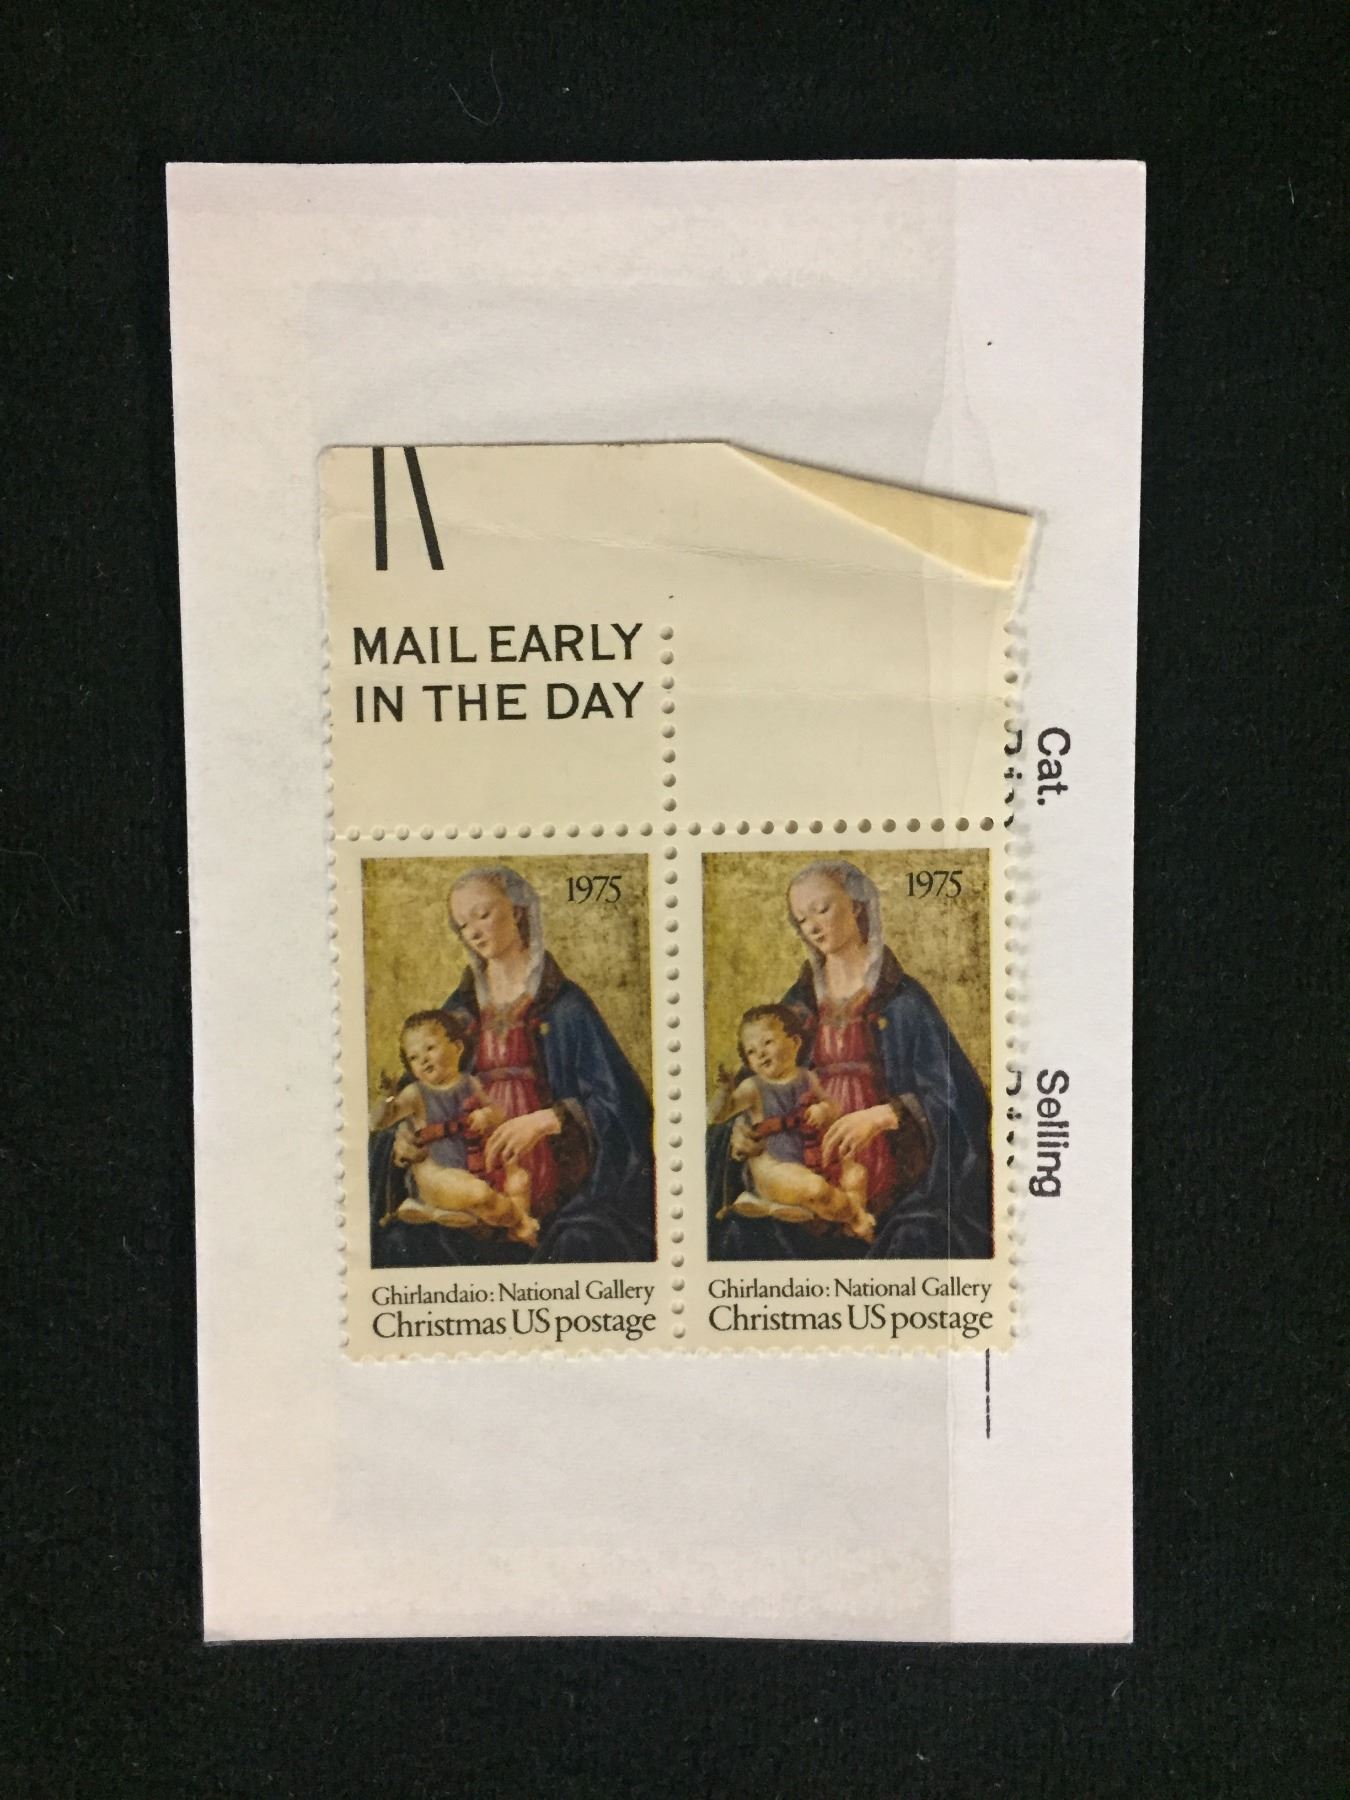 MAIL EARLY
IN THE DAY
1975
Ghirlandaio: National Gallery
Christmas US postage
1975
Ghirlandaio: National Gallery
Christmas US postage
Cat.
Selling